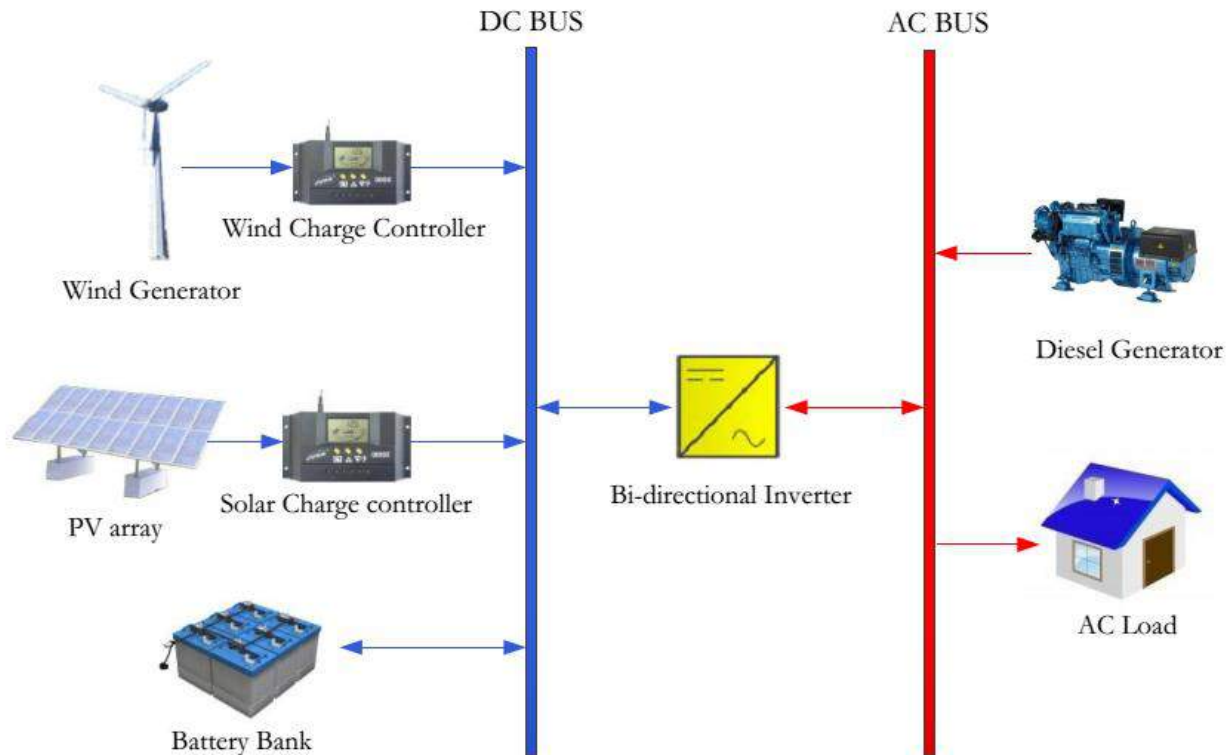 DC BUS
AC BUS
Wind Charge Controller
Wind Generator
Diesel Generator
Solar Charge controller
Bi-directional Inverter
PV array
AC Load
Battery Bank